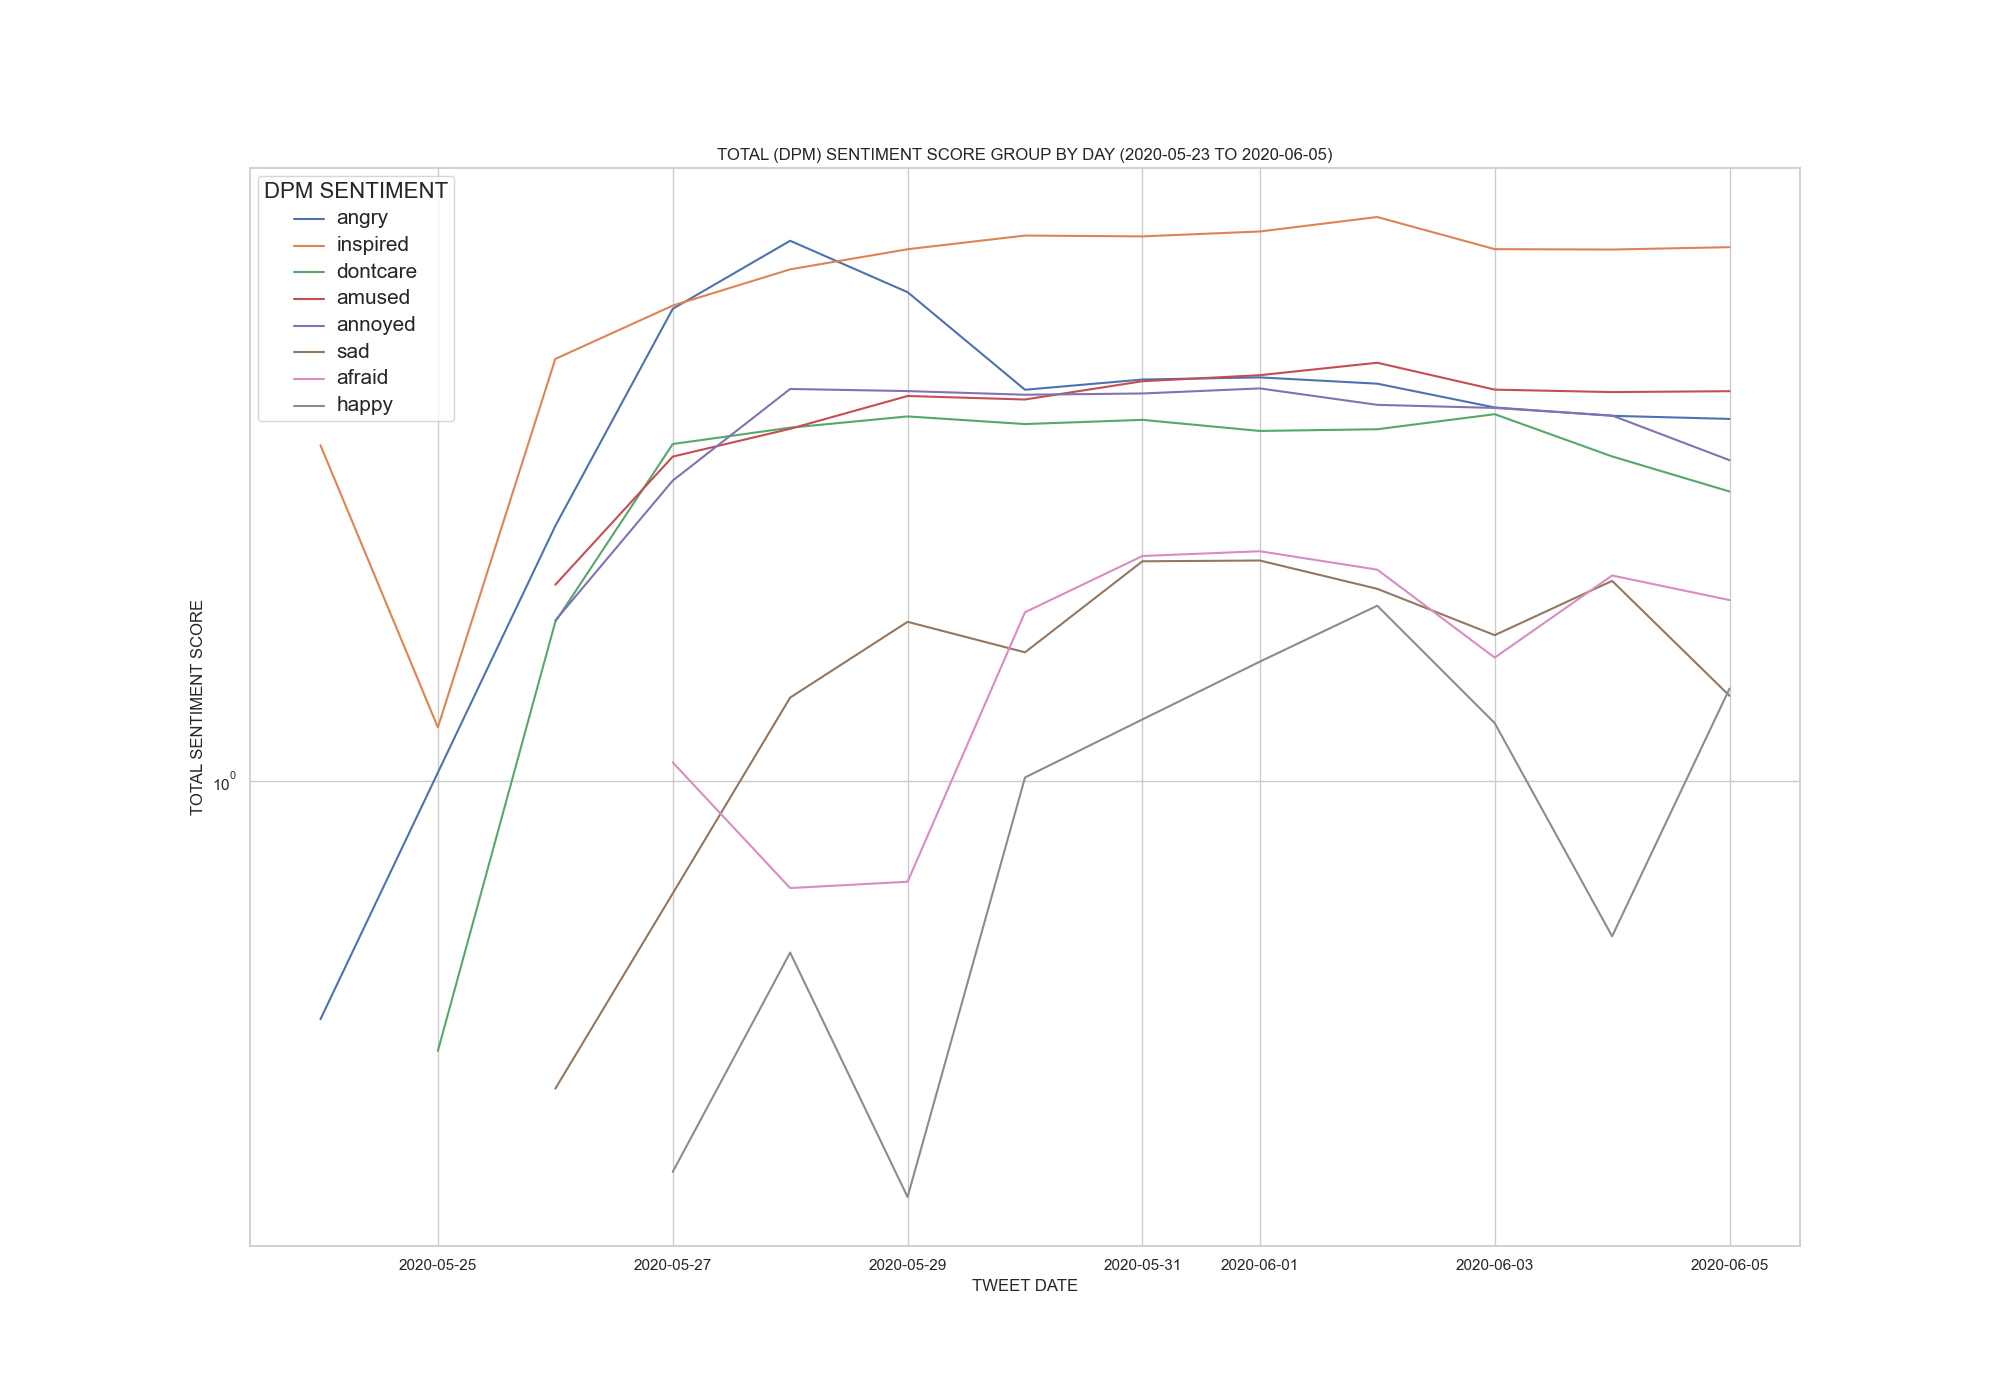 TOTAL (DPM) SENTIMENT SCORE GROUP BY DAY (2020-05-23 TO 2020-06-05)
DPM SENTIMENT
angry
inspired
dontcare
amused
annoyed
sad
afraid
happy
TOTAL SENTIMENT SCORE
10^0
2020-05-25 2020-05-27 2020-05-29 2020-05-31 2020-06-01 2020-06-03 2020-06-05
TWEET DATE